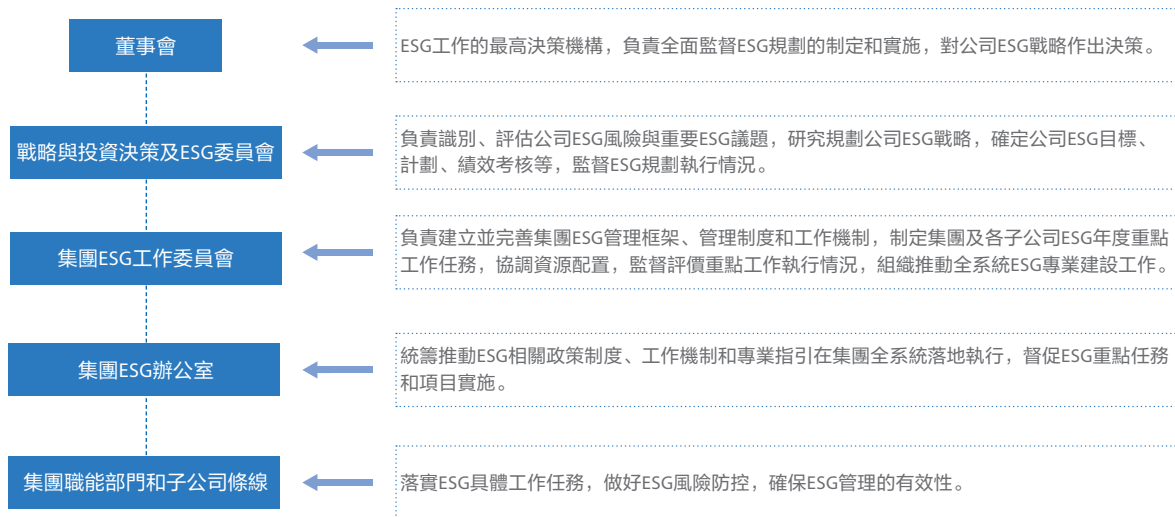 董事會
ESG工作的最高決策機構，負責全面監督ESG規劃的制定和實施，對公司ESG戰略作出決策。
戰略與投資決策及ESG委員會
負責識別、評估公司ESG風險與重要ESG議題，研究規劃公司ESG戰略，確定公司ESG目標、
計劃、績效考核等，監督ESG規劃執行情況。
集團ESG工作委員會
負責建立並完善集團ESG管理框架、管理制度和工作機制，制定集團及各子公司ESG年度重點
工作任務，協調資源配置，監督評價重點工作執行情況，組織推動全系統ESG專業建設工作。
集團ESG辦公室
統籌推動ESG相關政策制度、工作機制和專業指引在集團全系統落地執行，督促ESG重點任務
和項目實施。
集團職能部門和子公司條線
落實ESG具體工作任務，做好ESG風險防控，確保ESG管理的有效性。